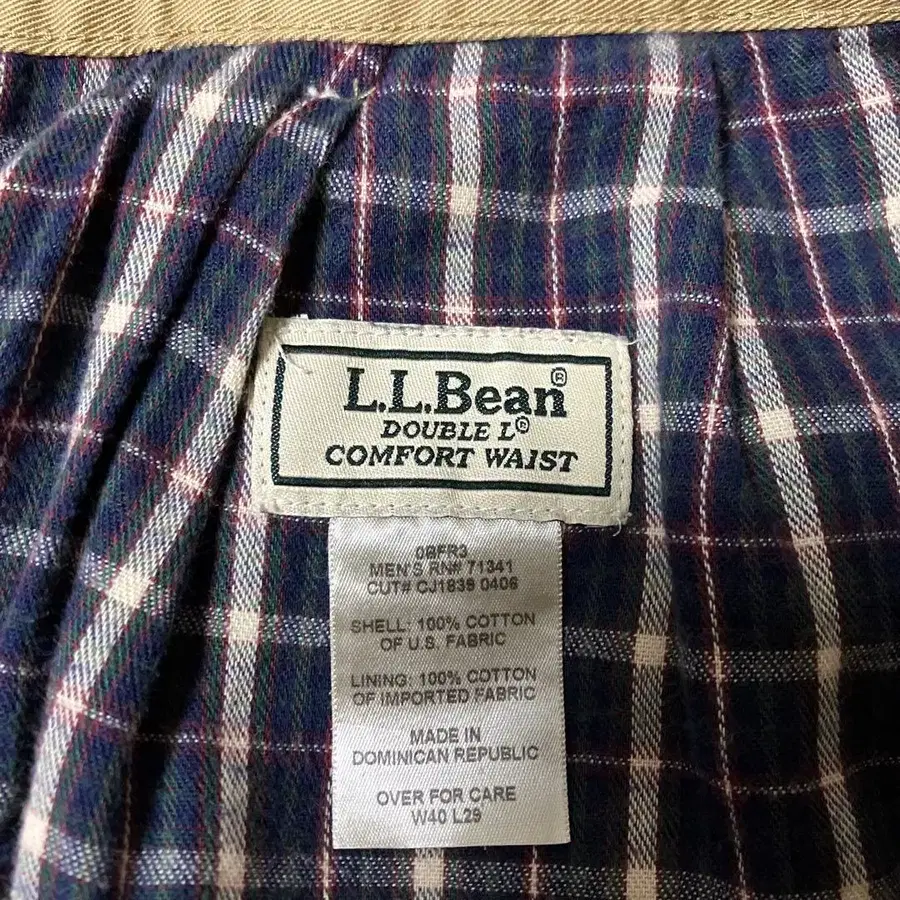 L.L.Bean®
DOUBLE L®
COMFORT WAIST
0BFR3
MEN'S RN# 71341
CUT# CJ1839 0406
SHELL: 100% COTTON
OF U.S. FABRIC
LINING: 100% COTTON
OF IMPORTED FABRIC
MADE IN
DOMINICAN REPUBLIC
OVER FOR CARE
W40 L29